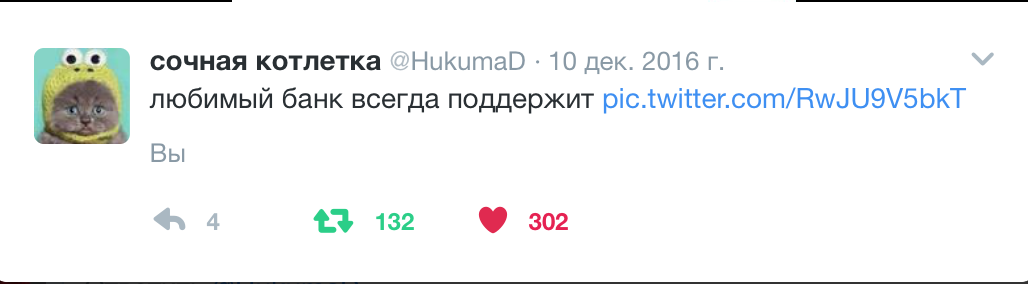 сочная котлетка @HukumaD · 10 дек. 2016 г.
любимый банк всегда поддержит pic.twitter.com/RwJU9V5bkT
Вы
4 132 302